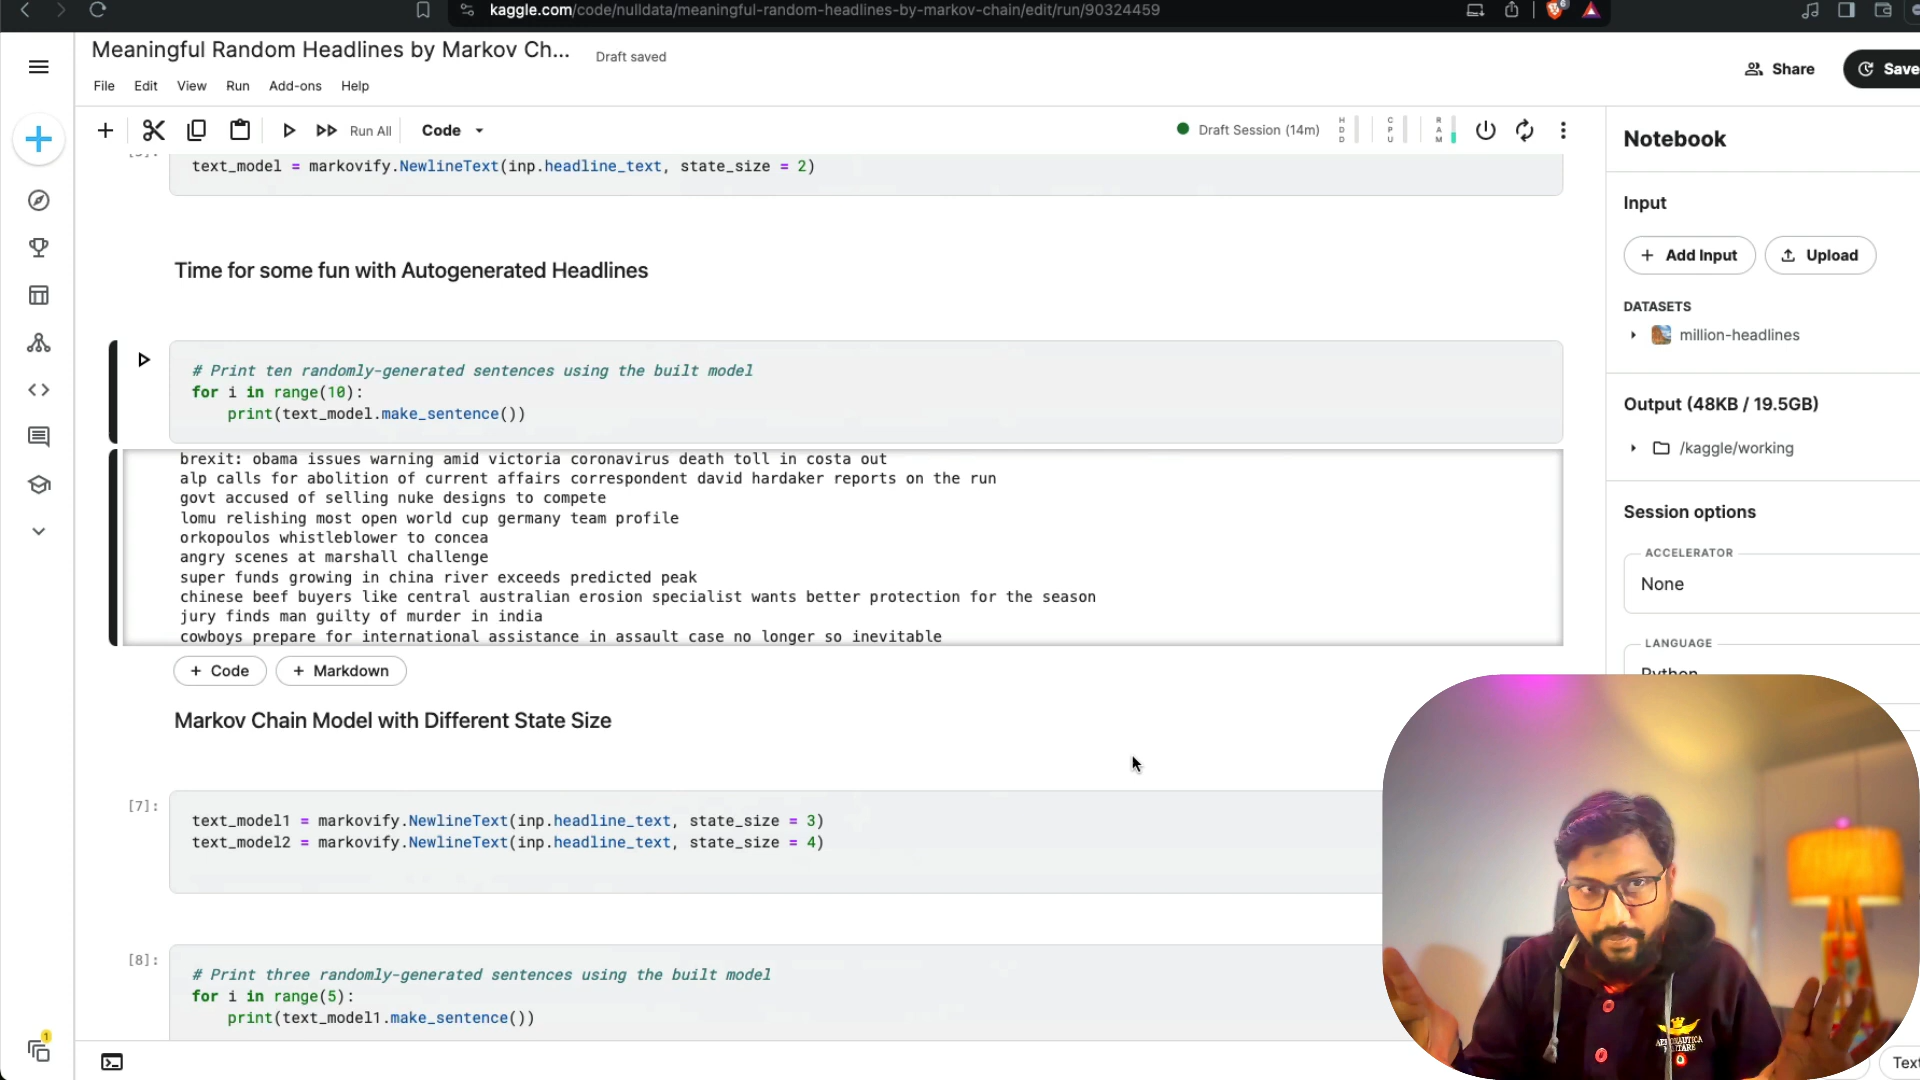 kaggle.com/code/nulldata/meaningful-random-headlines-by-markov-chain/edit/run/90324459
6
Meaningful Random Headlines by Markov Ch...
Draft saved
File Edit View Run Add-ons Help
Share
Save
Run All
Code
Draft Session (14m)
HDD
CPU
RAM
text_model = markovify.NewlineText(inp.headline_text, state_size = 2)
Time for some fun with Autogenerated Headlines
# Print ten randomly-generated sentences using the built model
for i in range(10):
print(text_model.make_sentence())
brexit: obama issues warning amid victoria coronavirus death toll in costa out
alp calls for abolition of current affairs correspondent david hardaker reports on the run
govt accused of selling nuke designs to compete
lomu relishing most open world cup germany team profile
orkopoulos whistleblower to concea
angry scenes at marshall challenge
super funds growing in china river exceeds predicted peak
chinese beef buyers like central australian erosion specialist wants better protection for the season
jury finds man guilty of murder in india
cowboys prepare for international assistance in assault case no longer so inevitable
+ Code + Markdown
Markov Chain Model with Different State Size
[7]:
text_model1 = markovify.NewlineText(inp.headline_text, state_size = 3)
text_model2 = markovify.NewlineText(inp.headline_text, state_size = 4)
[8]:
# Print three randomly-generated sentences using the built model
for i in range(5):
print(text_model1.make_sentence())
1
Notebook
Input
+ Add Input
Upload
DATASETS
million-headlines
Output (48KB / 19.5GB)
/kaggle/working
Session options
ACCELERATOR
None
LANGUAGE
Python
Text